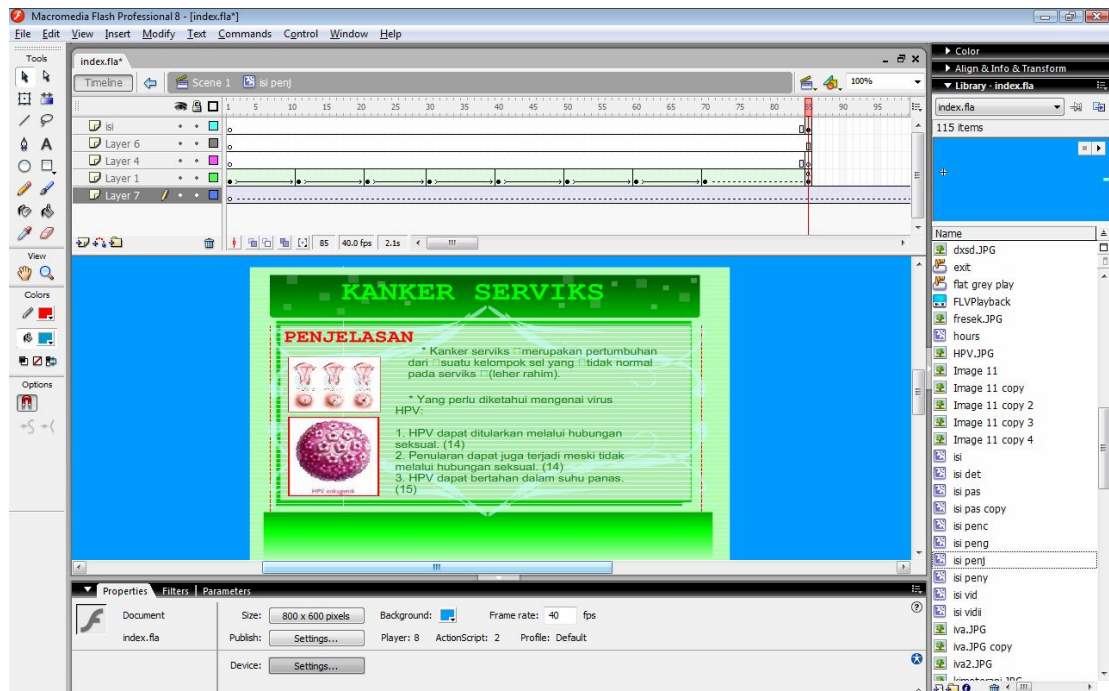 Macromedia Flash Professional 8 - [index.fla*]
File Edit View Insert Modify Text Commands Control Window Help
Tools
View
Colors
Options
index.fla*
Timeline Scene 1 isi penj 100%
1 5 10 15 20 25 30 35 40 45 50 55 60 65 70 75 80 85 90 95
isi
Layer 6
Layer 4
Layer 1
Layer 7
85 40.0 fps 2.1s
KANKER SERVIKS
PENJELASAN
* Kanker serviks □merupakan pertumbuhan
dari □suatu kelompok sel yang □tidak normal
pada serviks □(leher rahim).
* Yang perlu diketahui mengenai virus
HPV:
1. HPV dapat ditularkan melalui hubungan
seksual. (14)
2. Penularan dapat juga terjadi meski tidak
melalui hubungan seksual. (14)
3. HPV dapat bertahan dalam suhu panas.
(15)
HPV onkogenik
Properties Filters Parameters
Document
index.fla
Size: 800 x 600 pixels Background: Frame rate: 40 fps
Publish: Settings... Player: 8 ActionScript: 2 Profile: Default
Device: Settings...
Color
Align & Info & Transform
Library - index.fla
index.fla
115 items
Name
dxsd.JPG
exit
flat grey play
FLVPlayback
fresek.JPG
hours
HPV.JPG
Image 11
Image 11 copy
Image 11 copy 2
Image 11 copy 3
Image 11 copy 4
isi
isi det
isi pas
isi pas copy
isi penc
isi peng
isi penj
isi peny
isi vid
isi vidii
iva.JPG
iva.JPG copy
iva2.JPG